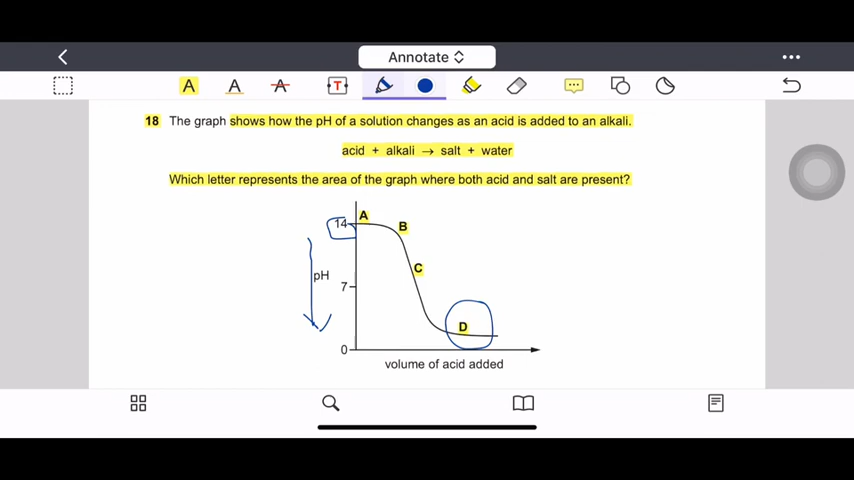 Annotate
A A A T
18 The graph shows how the pH of a solution changes as an acid is added to an alkali.
acid + alkali → salt + water
Which letter represents the area of the graph where both acid and salt are present?
A
14
B
C
pH
7
D
0
volume of acid added